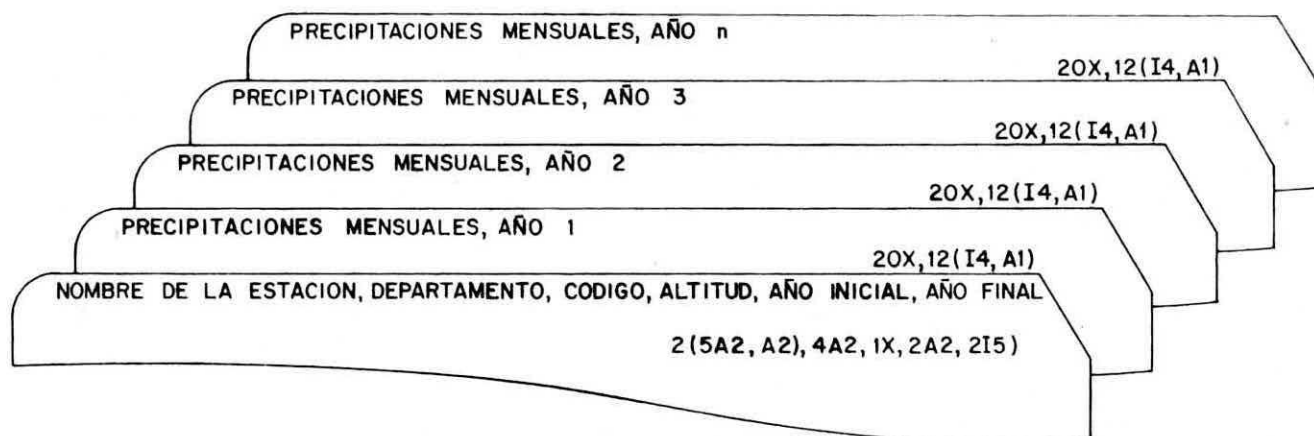 PRECIPITACIONES MENSUALES, AÑO n
20X,12(I4,A1)
PRECIPITACIONES MENSUALES, AÑO 3
20X,12(I4,A1)
PRECIPITACIONES MENSUALES, AÑO 2
20X,12(I4,A1)
PRECIPITACIONES MENSUALES, AÑO 1
20X,12(I4,A1)
NOMBRE DE LA ESTACION, DEPARTAMENTO, CODIGO, ALTITUD, AÑO INICIAL, AÑO FINAL
2(5A2, A2), 4A2, 1X, 2A2, 2I5)